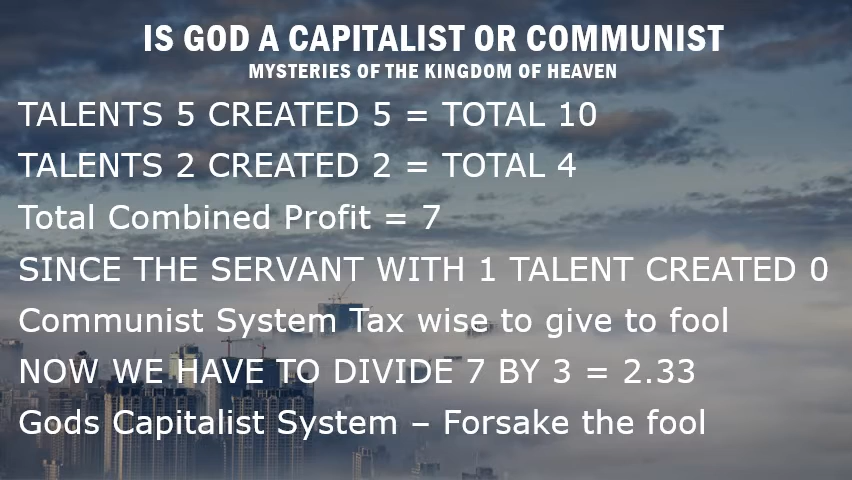 IS GOD A CAPITALIST OR COMMUNIST
MYSTERIES OF THE KINGDOM OF HEAVEN
TALENTS 5 CREATED 5 = TOTAL 10
TALENTS 2 CREATED 2 = TOTAL 4
Total Combined Profit = 7
SINCE THE SERVANT WITH 1 TALENT CREATED 0
Communist System Tax wise to give to fool
NOW WE HAVE TO DIVIDE 7 BY 3 = 2.33
Gods Capitalist System – Forsake the fool